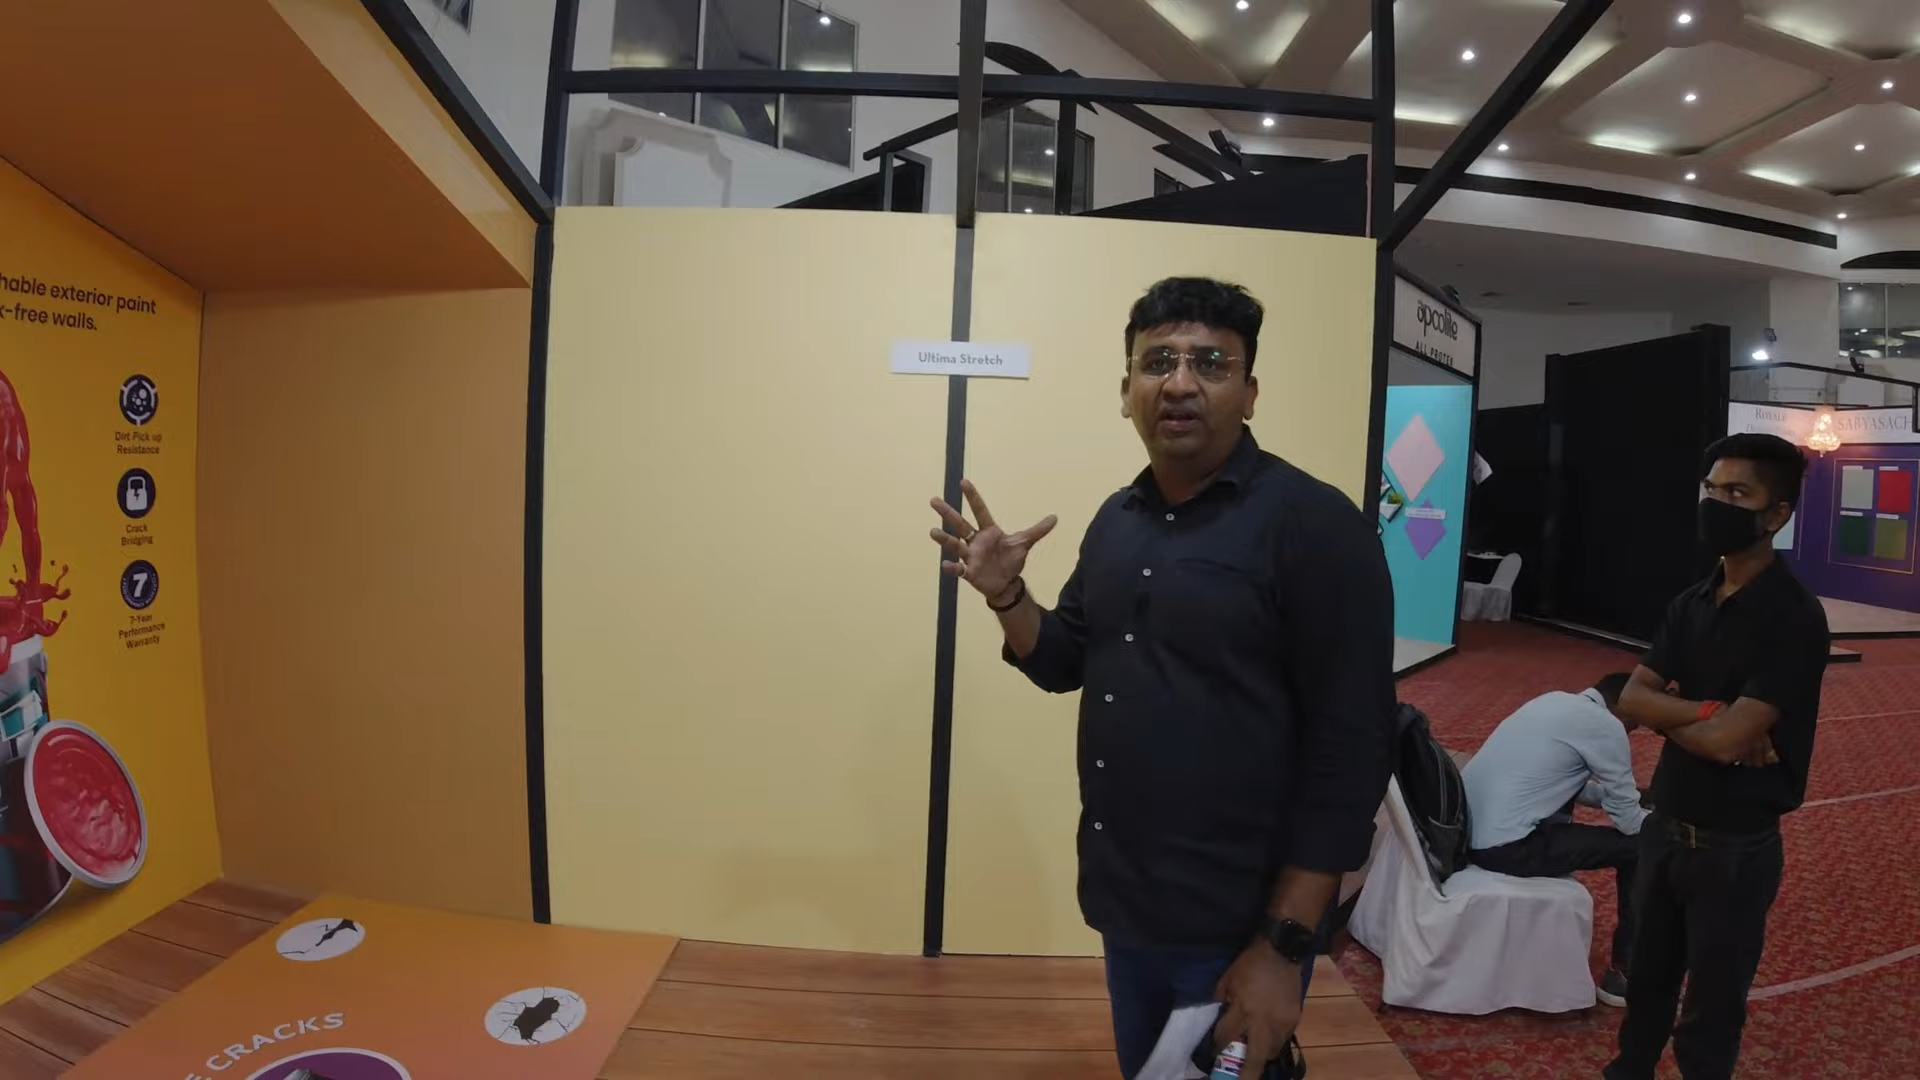 hable exterior paint
k-free walls.
Dirt Pick up
Resistance
Crack
Bridging
7
7-Year
Performance
Warranty
CRACKS
Ultima Stretch
apcolite
ALL PROTEK
ROYALE
SABYASACH